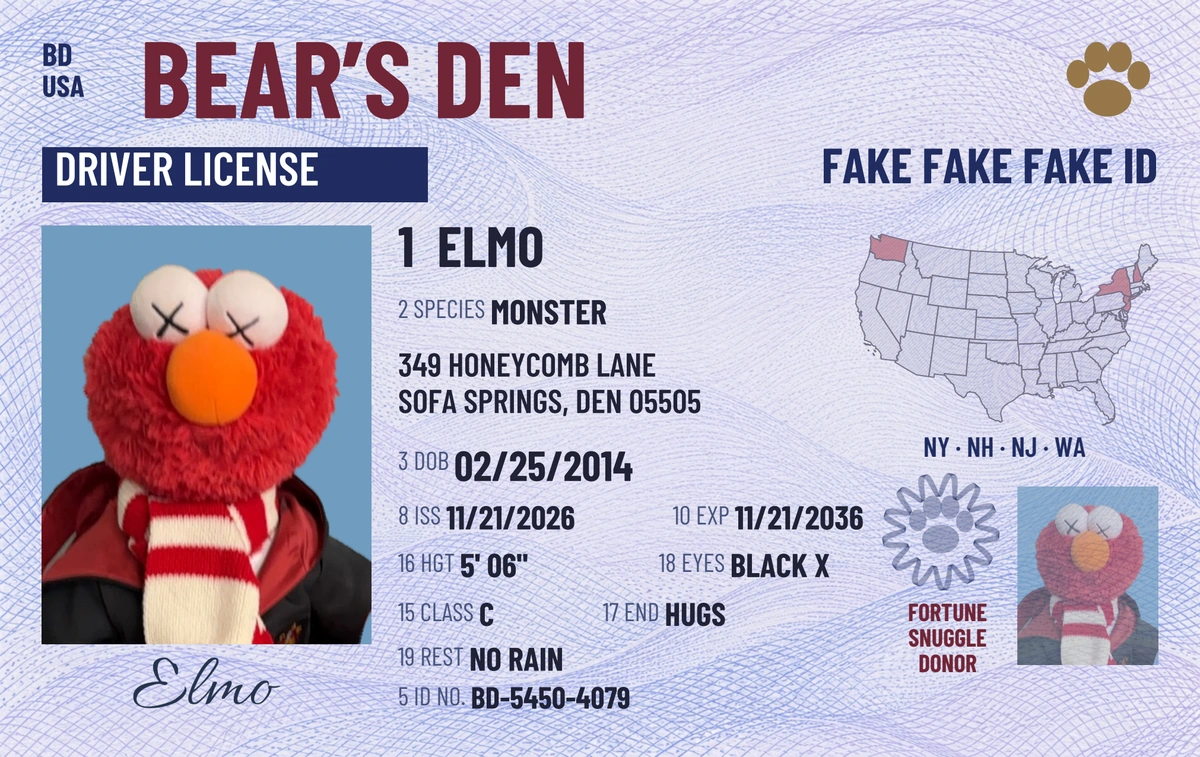 BD
USA
BEAR'S DEN
DRIVER LICENSE
FAKE FAKE FAKE ID
1 ELMO
2 SPECIES MONSTER
349 HONEYCOMB LANE
SOFA SPRINGS, DEN 05505
3 DOB 02/25/2014
8 ISS 11/21/2026
10 EXP 11/21/2036
16 HGT 5' 06"
18 EYES BLACK X
15 CLASS C
17 END HUGS
19 REST NO RAIN
5 ID NO. BD-5450-4079
Elmo
NY · NH · NJ · WA
FORTUNE
SNUGGLE
DONOR